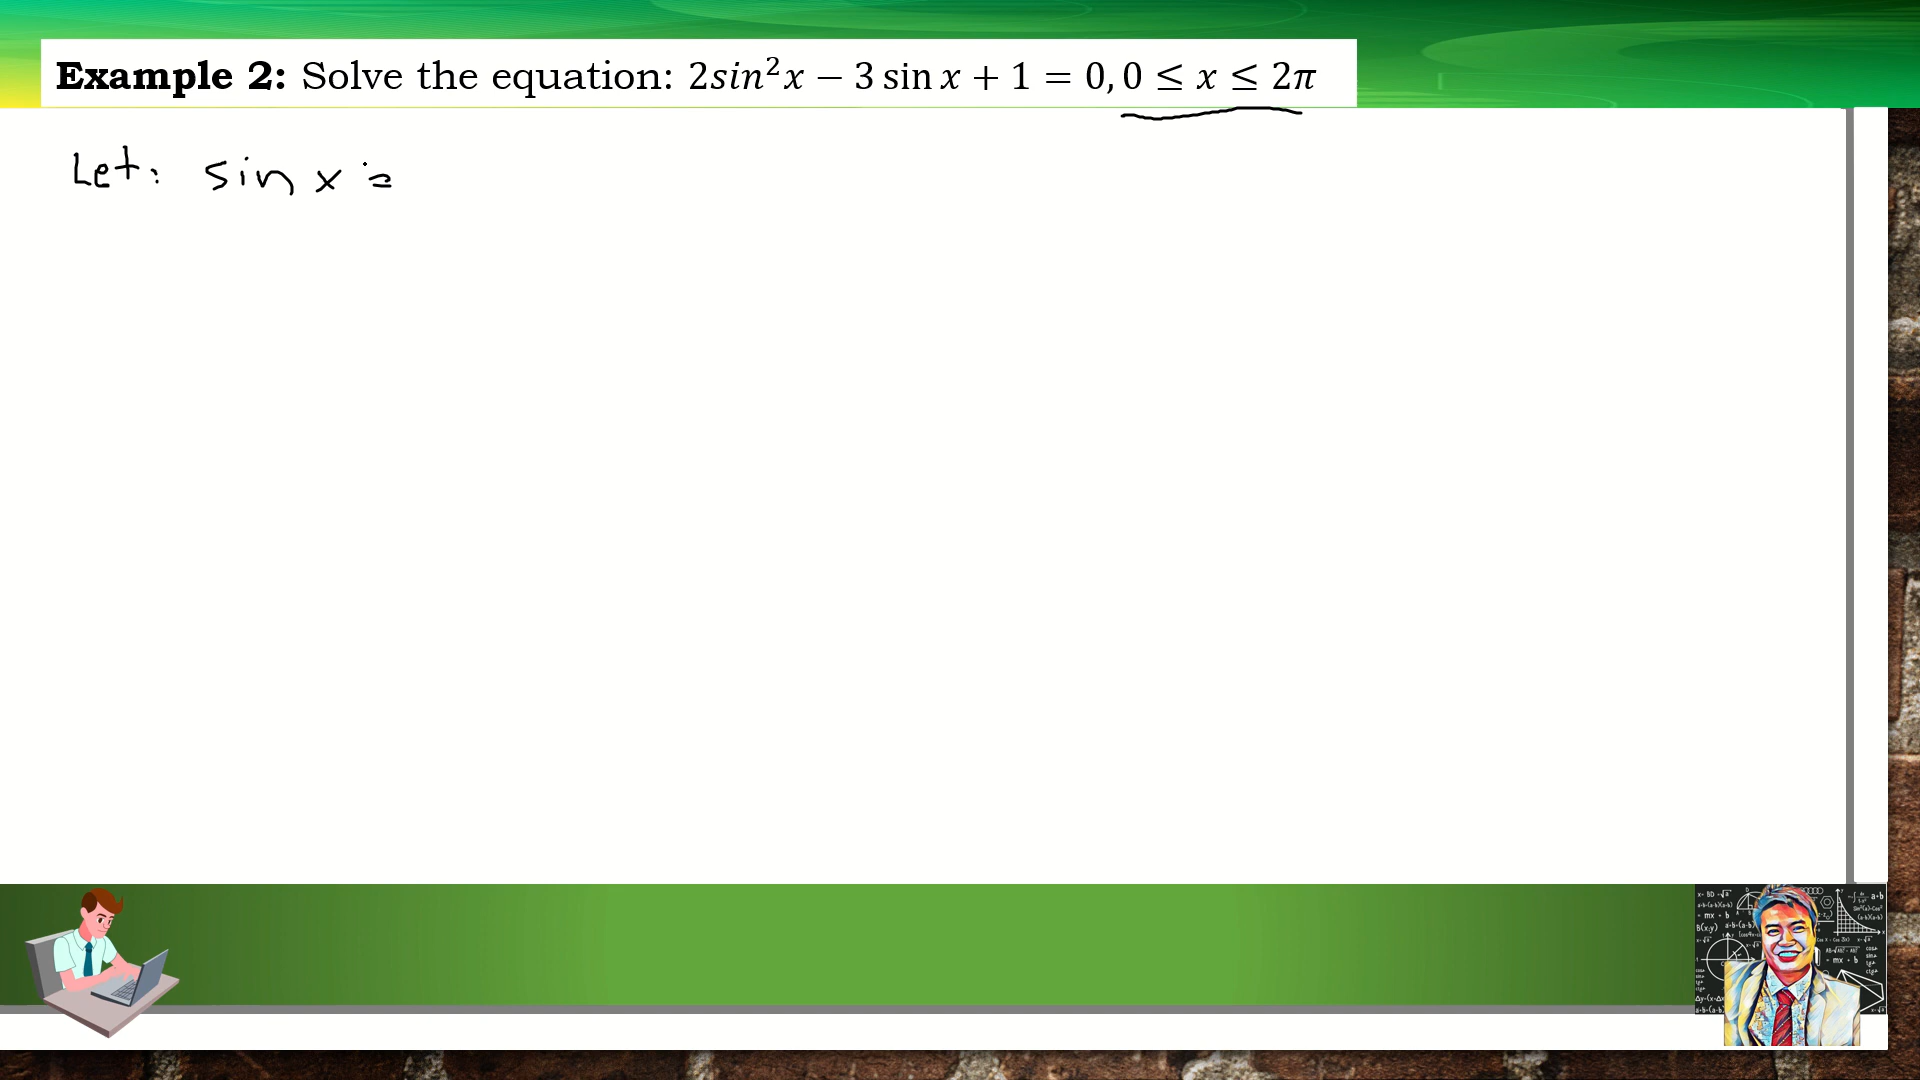 Example 2: Solve the equation: 2sin²x − 3 sin x + 1 = 0, 0 ≤ x ≤ 2π
Let: sin x =